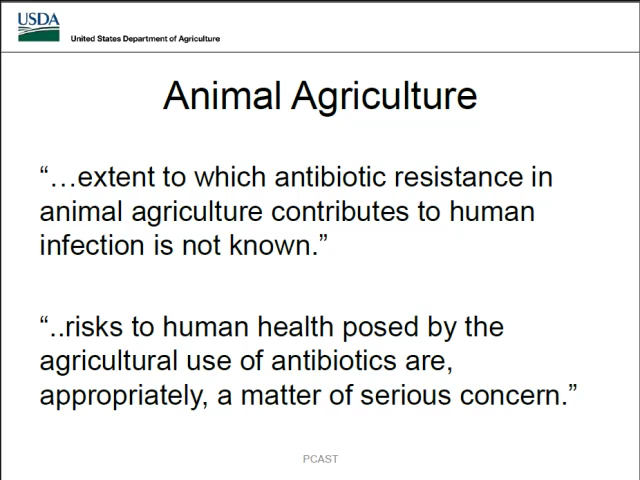 USDA
United States Department of Agriculture
Animal Agriculture
“…extent to which antibiotic resistance in
animal agriculture contributes to human
infection is not known.”
“..risks to human health posed by the
agricultural use of antibiotics are,
appropriately, a matter of serious concern.”
PCAST